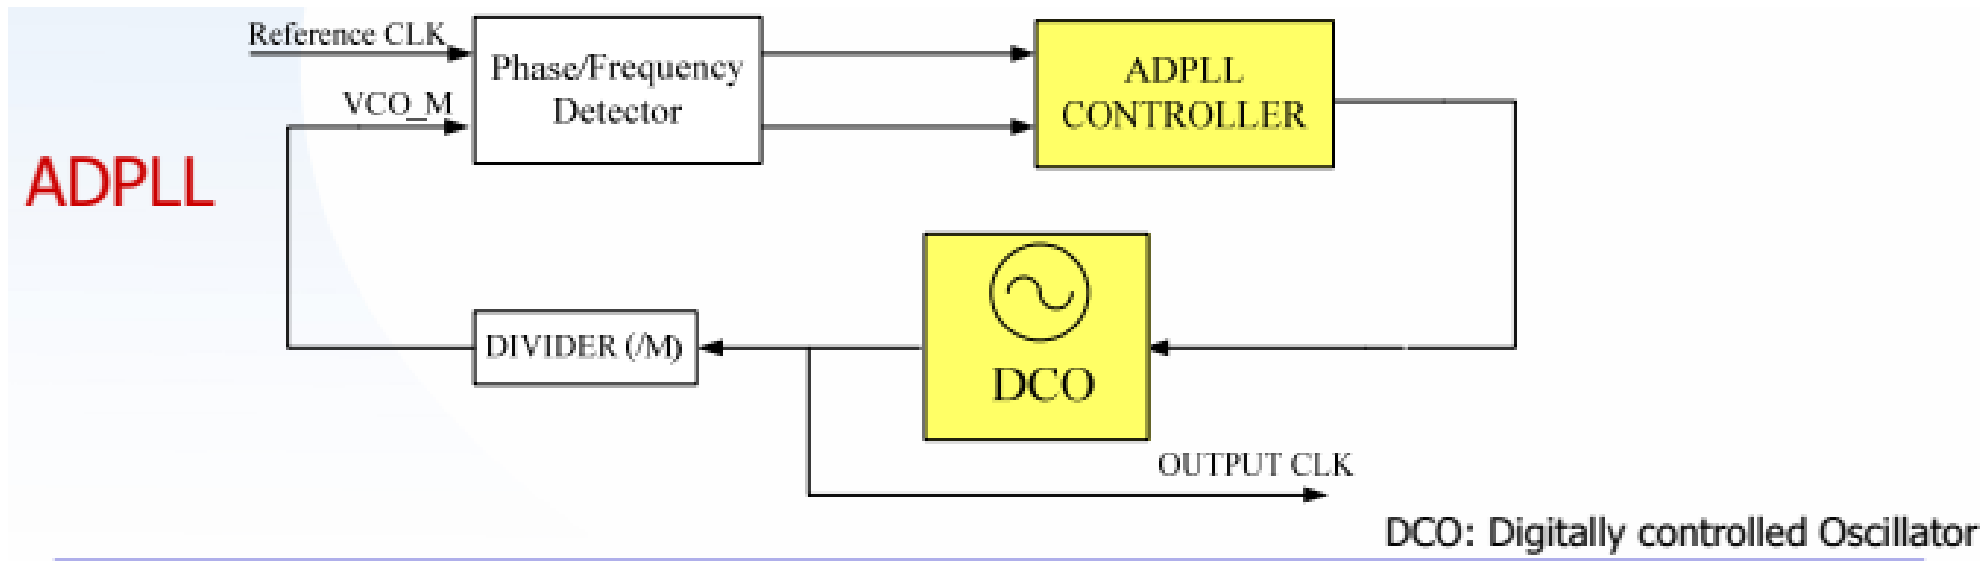 Reference CLK
Phase/Frequency
Detector
VCO_M
ADPLL
CONTROLLER
ADPLL
DIVIDER (/M)
DCO
OUTPUT CLK
DCO: Digitally controlled Oscillator